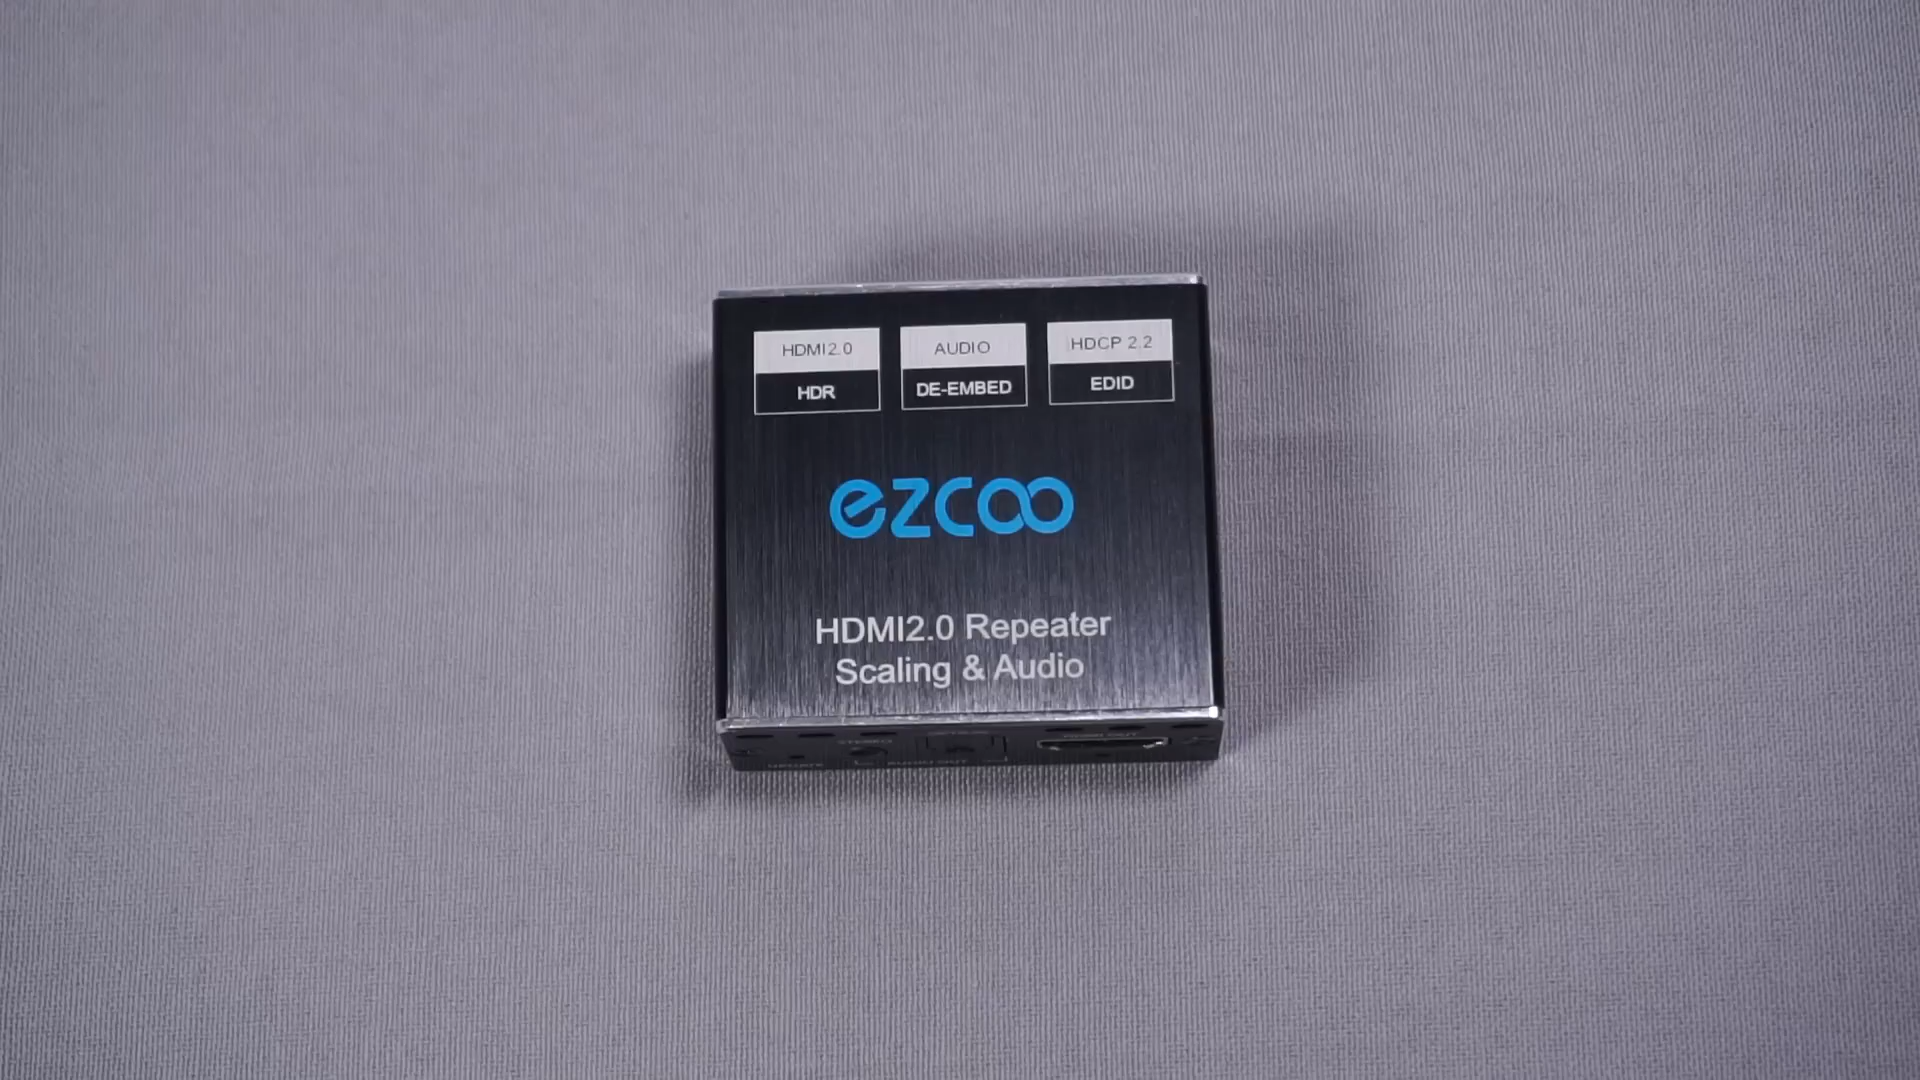 HDMI2.0
HDR
AUDIO
DE-EMBED
HDCP 2.2
EDID
ezcoo
HDMI2.0 Repeater
Scaling & Audio